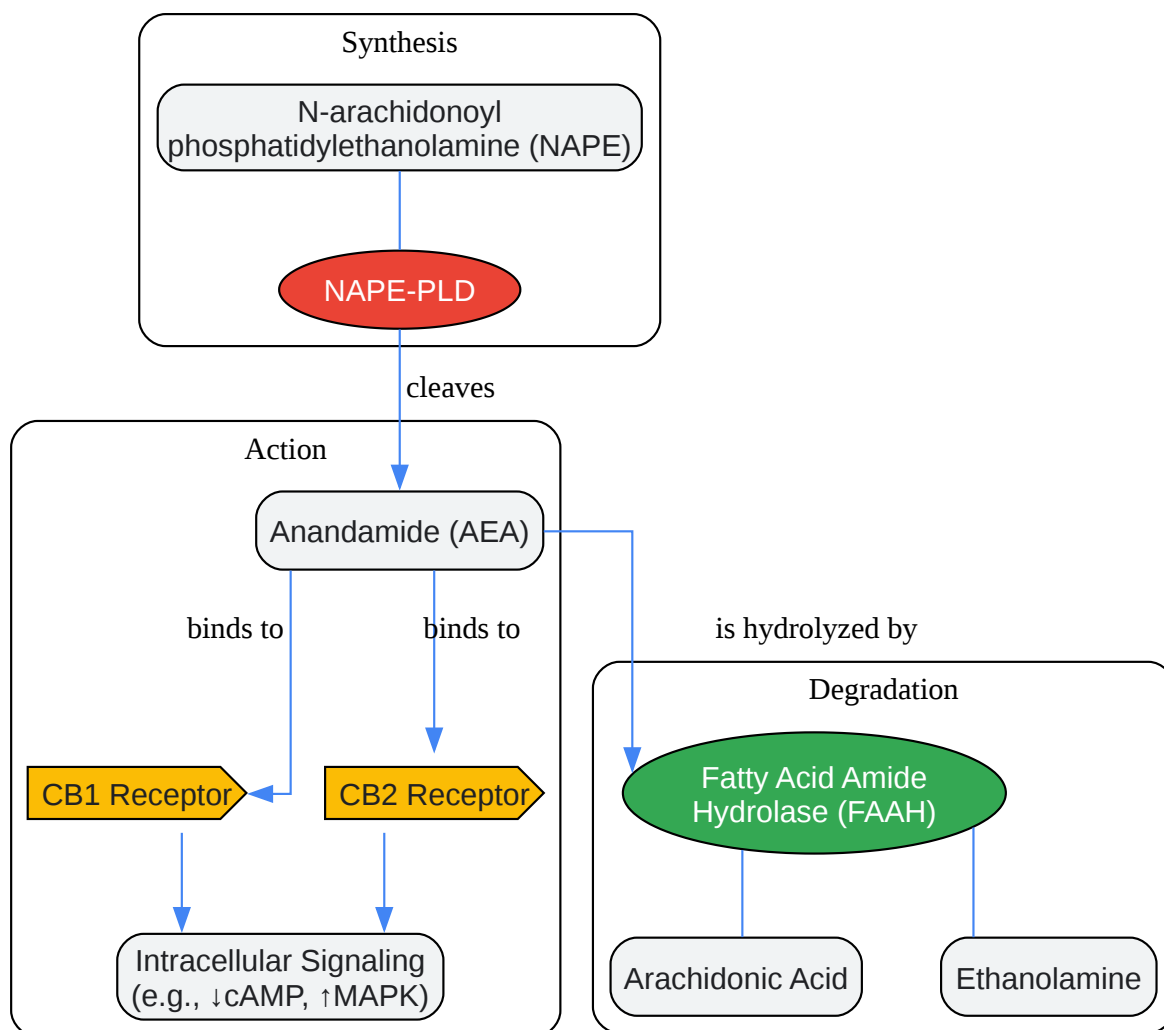 Synthesis
N-arachidonoyl
phosphatidylethanolamine (NAPE)
NAPE-PLD
cleaves
Action
Anandamide (AEA)
binds to
binds to
is hydrolyzed by
Degradation
CB1 Receptor
CB2 Receptor
Fatty Acid Amide
Hydrolase (FAAH)
Intracellular Signaling
(e.g., ↓cAMP, ↑MAPK)
Arachidonic Acid
Ethanolamine